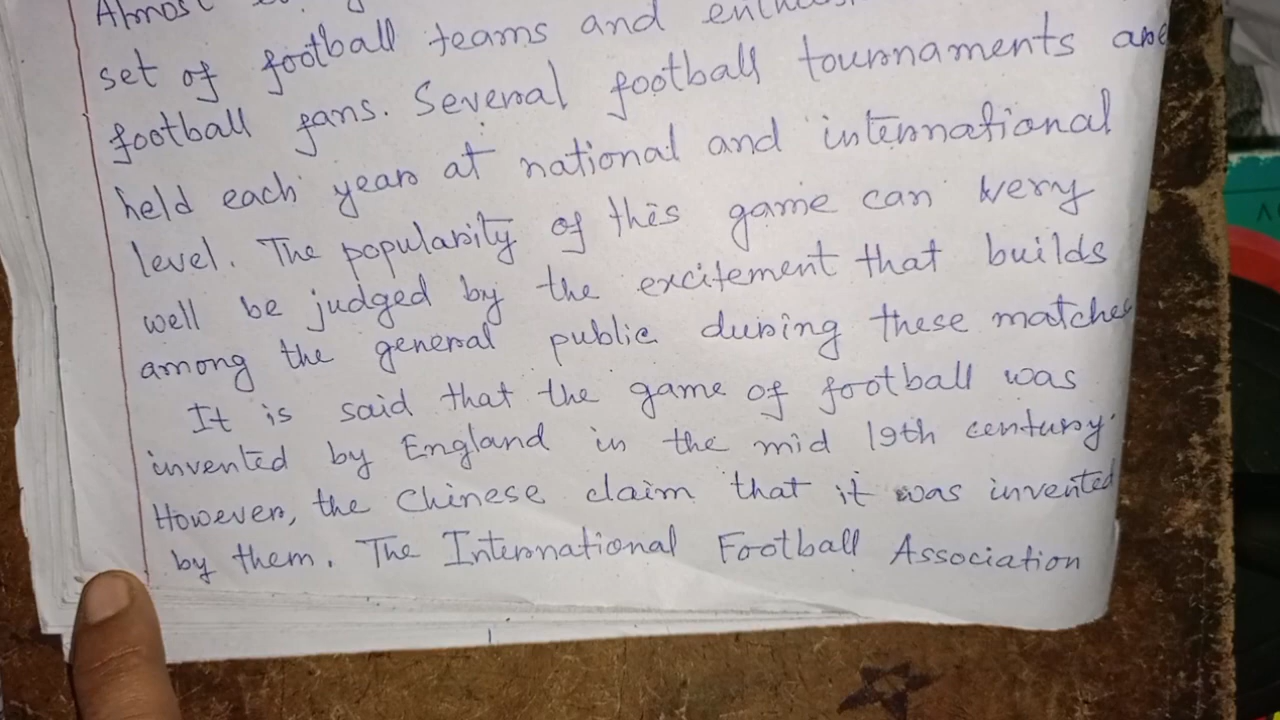 Almost
set of football teams and
football fans. Several football tournaments are
held each year at national and international
level. The popularity of this game can very
well be judged by the excitement that builds
among the general public during these matches
It is said that the game of football was
invented by England in the mid 19th century.
However, the Chinese claim that it was invented
by them. The International Football Association